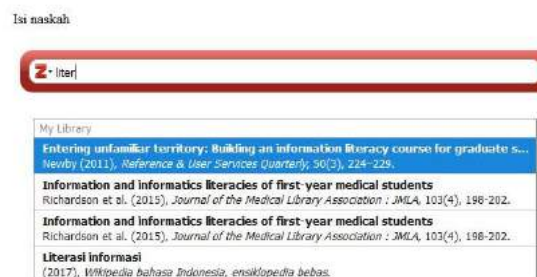 Isi naskah
Z liter
My Library
Entering unfamiliar territory: Building an information literacy course for graduate s...
Newby (2011), Reference & User Services Quarterly, 50(3), 224–229.
Information and informatics literacies of first-year medical students
Richardson et al. (2015), Journal of the Medical Library Association : JMLA, 103(4), 198-202.
Information and informatics literacies of first-year medical students
Richardson et al. (2015), Journal of the Medical Library Association : JMLA, 103(4), 198-202.
Literasi informasi
(2017), Wikipedia bahasa Indonesia, ensiklopedia bebas.